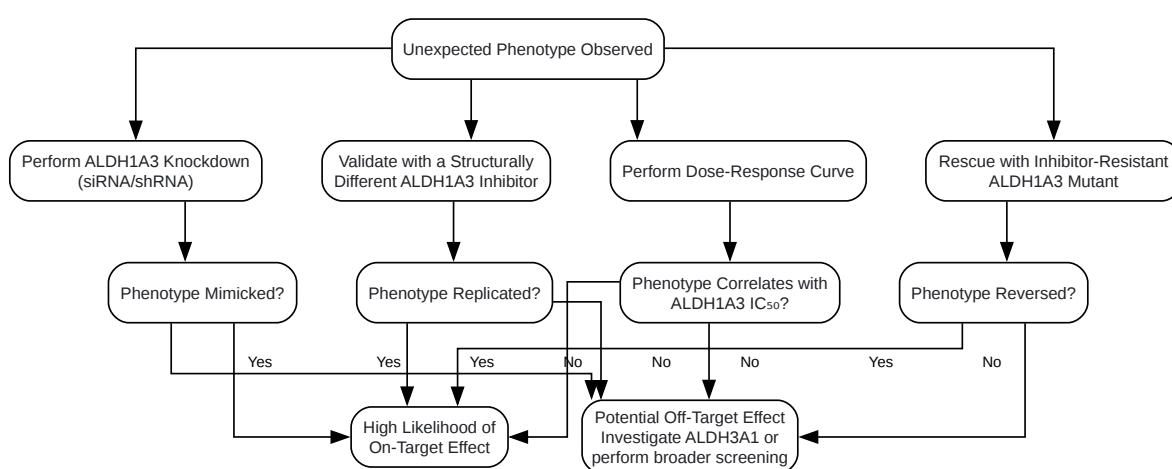 Unexpected Phenotype Observed
Perform ALDH1A3 Knockdown
(siRNA/shRNA)
Validate with a Structurally
Different ALDH1A3 Inhibitor
Perform Dose-Response Curve
Rescue with Inhibitor-Resistant
ALDH1A3 Mutant
Phenotype Mimicked?
Phenotype Replicated?
Phenotype Correlates with
ALDH1A3 IC₅₀?
Phenotype Reversed?
Yes
Yes
Yes
No
No
No
Yes
No
High Likelihood of
On-Target Effect
Potential Off-Target Effect
Investigate ALDH3A1 or
perform broader screening